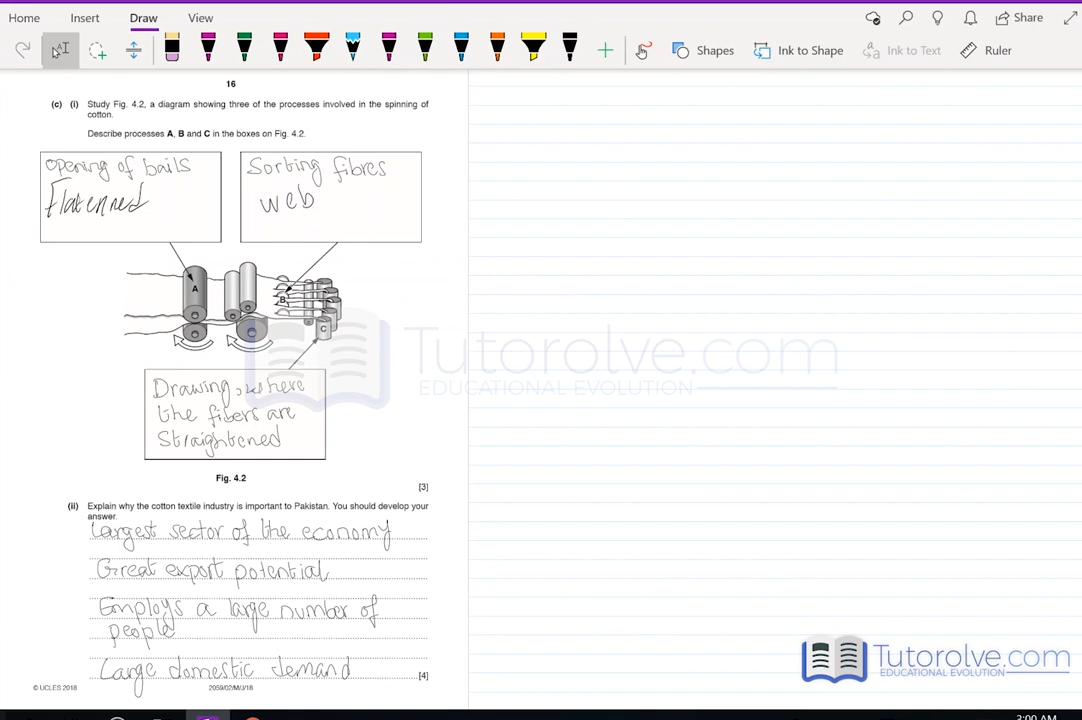 Home Insert Draw View Share
Shapes Ink to Shape Ink to Text Ruler
16
(c) (i) Study Fig. 4.2, a diagram showing three of the processes involved in the spinning of
cotton.
Describe processes A, B and C in the boxes on Fig. 4.2.
opening of bails
Flatenned
Sorting fibres
web
A
B
C
Tutorolve.com
EDUCATIONAL EVOLUTION
Drawing, where
the fibers are
Straightened
Fig. 4.2
[3]
(ii) Explain why the cotton textile industry is important to Pakistan. You should develop your
answer.
Largest sector of the economy
Great export potential
Employs a large number of
people
Large domestic demand
[4]
© UCLES 2018 2059/02/M/J/18
Tutorolve.com
EDUCATIONAL EVOLUTION
3:00 AM